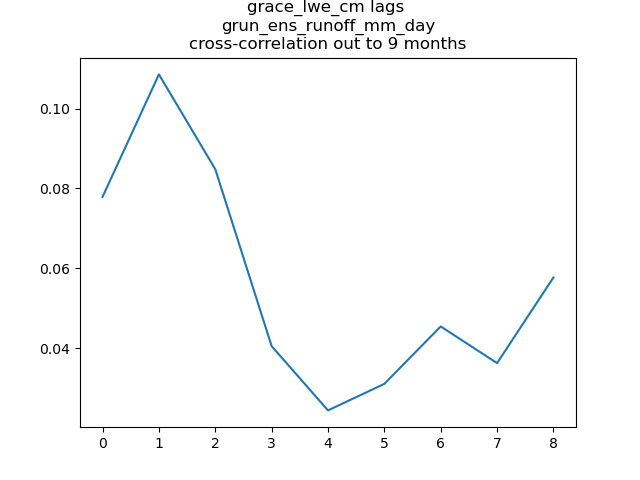 grace_lwe_cm lags
grun_ens_runoff_mm_day
cross-correlation out to 9 months
0.10
0.08
0.06
0.04
0 1 2 3 4 5 6 7 8